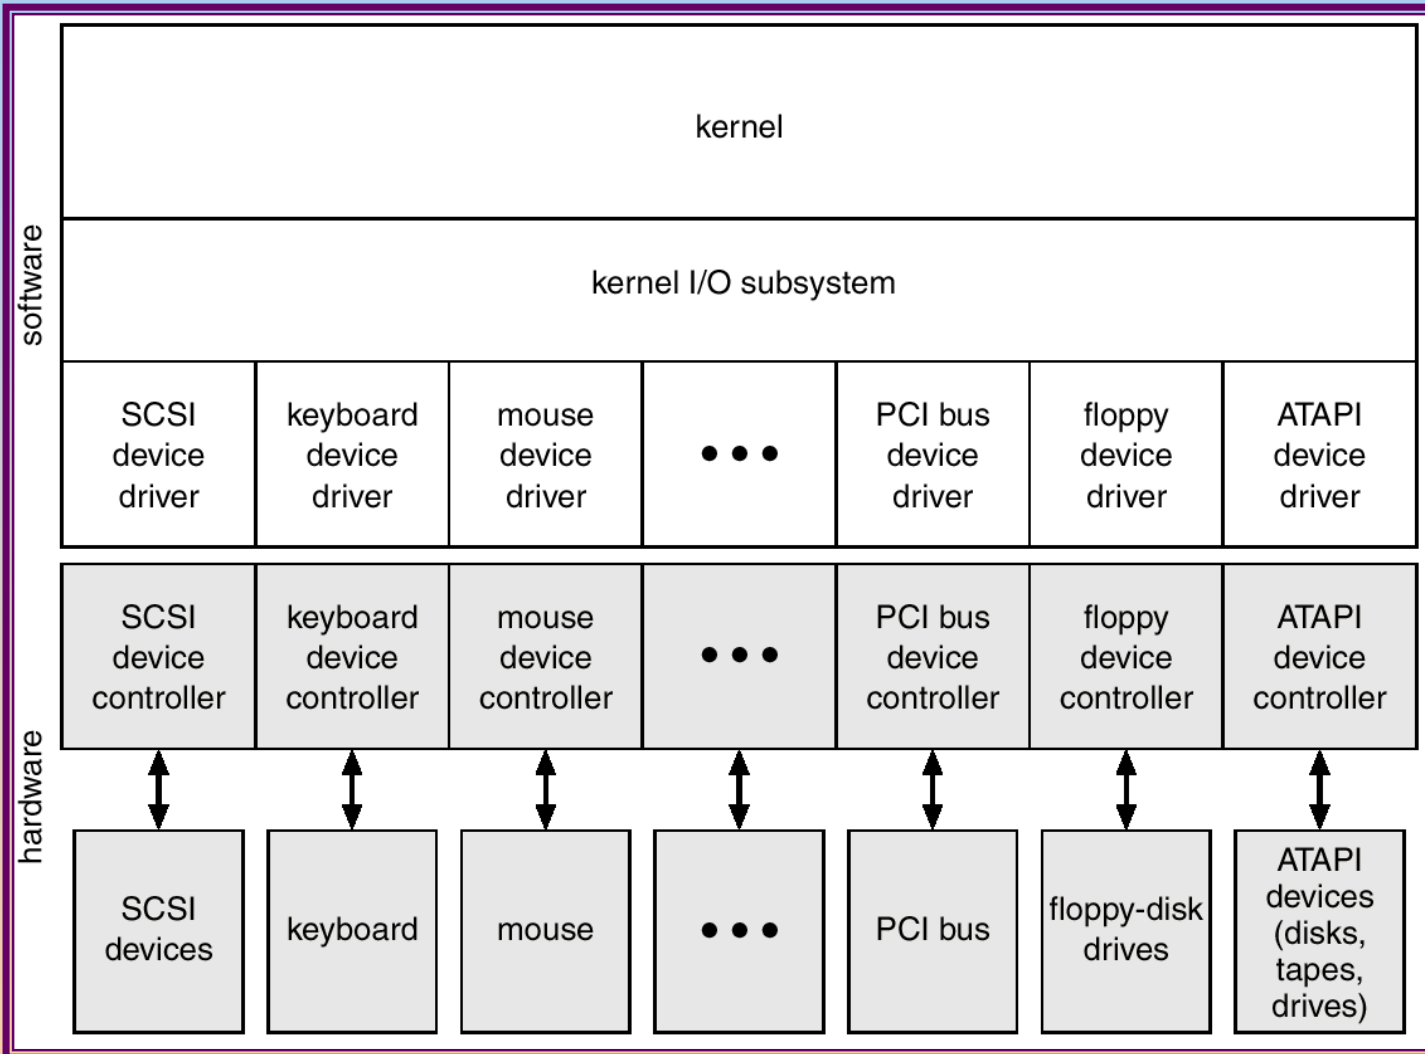 software
kernel
kernel I/O subsystem
SCSI
device
driver
keyboard
device
driver
mouse
device
driver
•••
PCI bus
device
driver
floppy
device
driver
ATAPI
device
driver
hardware
SCSI
device
controller
keyboard
device
controller
mouse
device
controller
•••
PCI bus
device
controller
floppy
device
controller
ATAPI
device
controller
SCSI
devices
keyboard
mouse
•••
PCI bus
floppy-disk
drives
ATAPI
devices
(disks,
tapes,
drives)